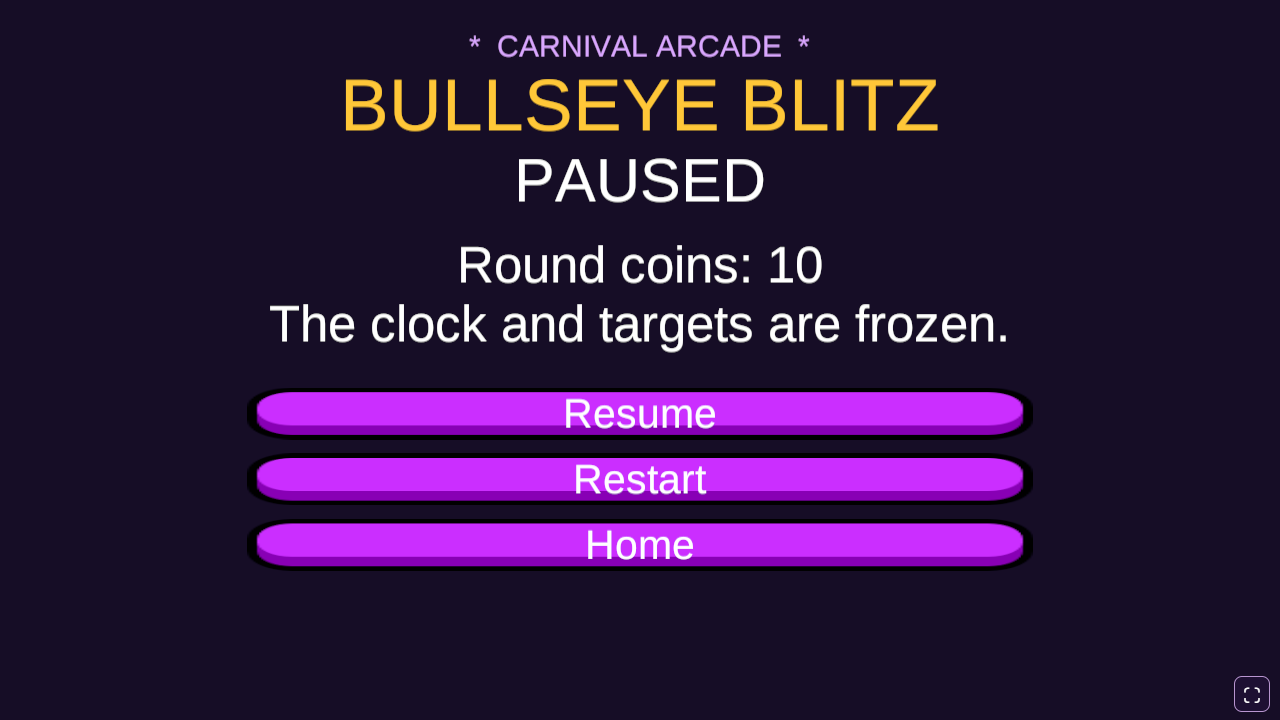 * CARNIVAL ARCADE *
BULLSEYE BLITZ
PAUSED
Round coins: 10
The clock and targets are frozen.
Resume
Restart
Home